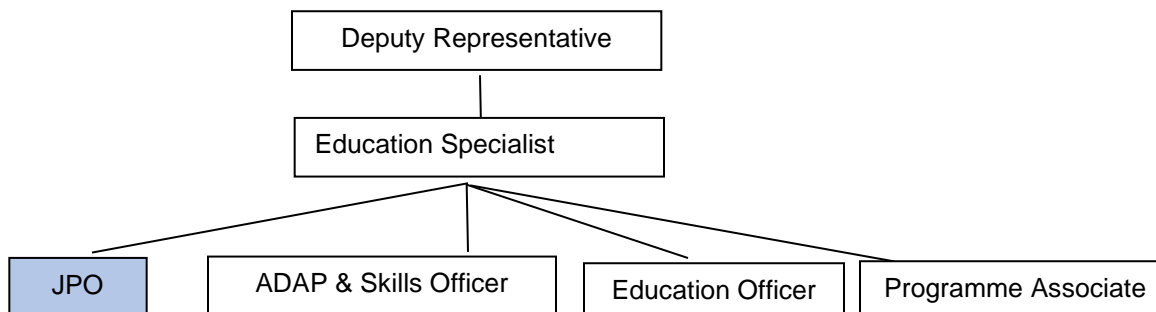 Deputy Representative
Education Specialist
JPO
ADAP & Skills Officer
Education Officer
Programme Associate